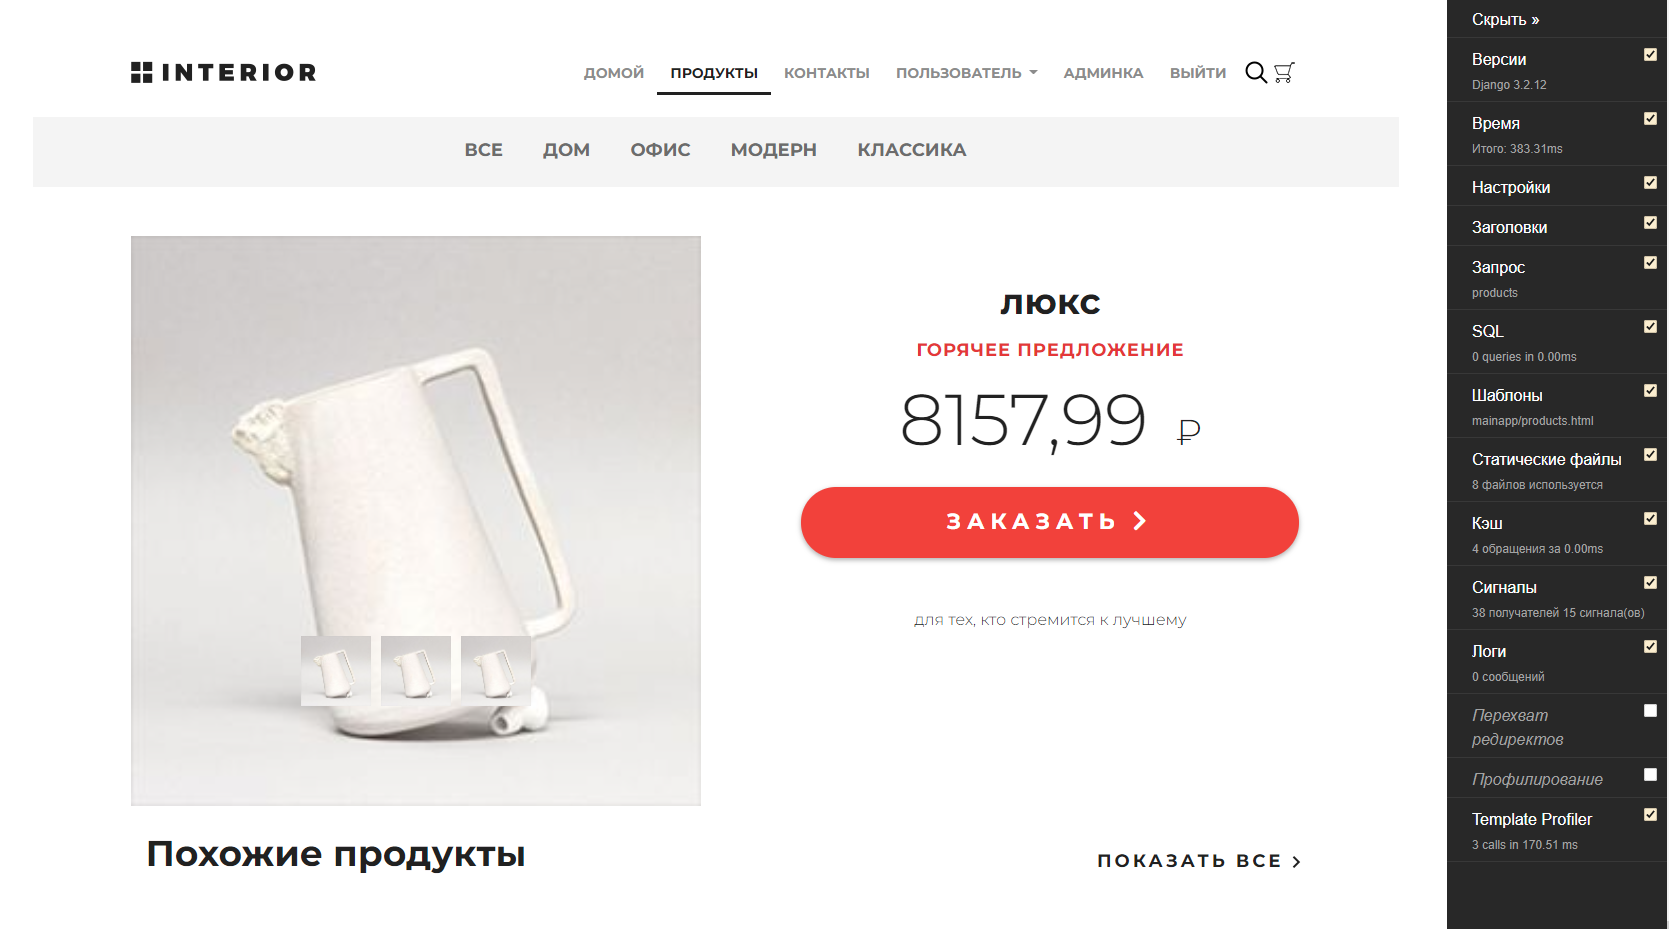 INTERIOR
ДОМОЙ ПРОДУКТЫ КОНТАКТЫ ПОЛЬЗОВАТЕЛЬ АДМИНКА ВЫЙТИ
ВСЕ ДОМ ОФИС МОДЕРН КЛАССИКА
люкс
ГОРЯЧЕЕ ПРЕДЛОЖЕНИЕ
8157,99 ₽
ЗАКАЗАТЬ
для тех, кто стремится к лучшему
Похожие продукты
ПОКАЗАТЬ ВСЕ
Скрыть »
Версии
Django 3.2.12
Время
Итого: 383.31ms
Настройки
Заголовки
Запрос
products
SQL
0 queries in 0.00ms
Шаблоны
mainapp/products.html
Статические файлы
8 файлов используется
Кэш
4 обращения за 0.00ms
Сигналы
38 получателей 15 сигнала(ов)
Логи
0 сообщений
Перехват
редиректов
Профилирование
Template Profiler
3 calls in 170.51 ms